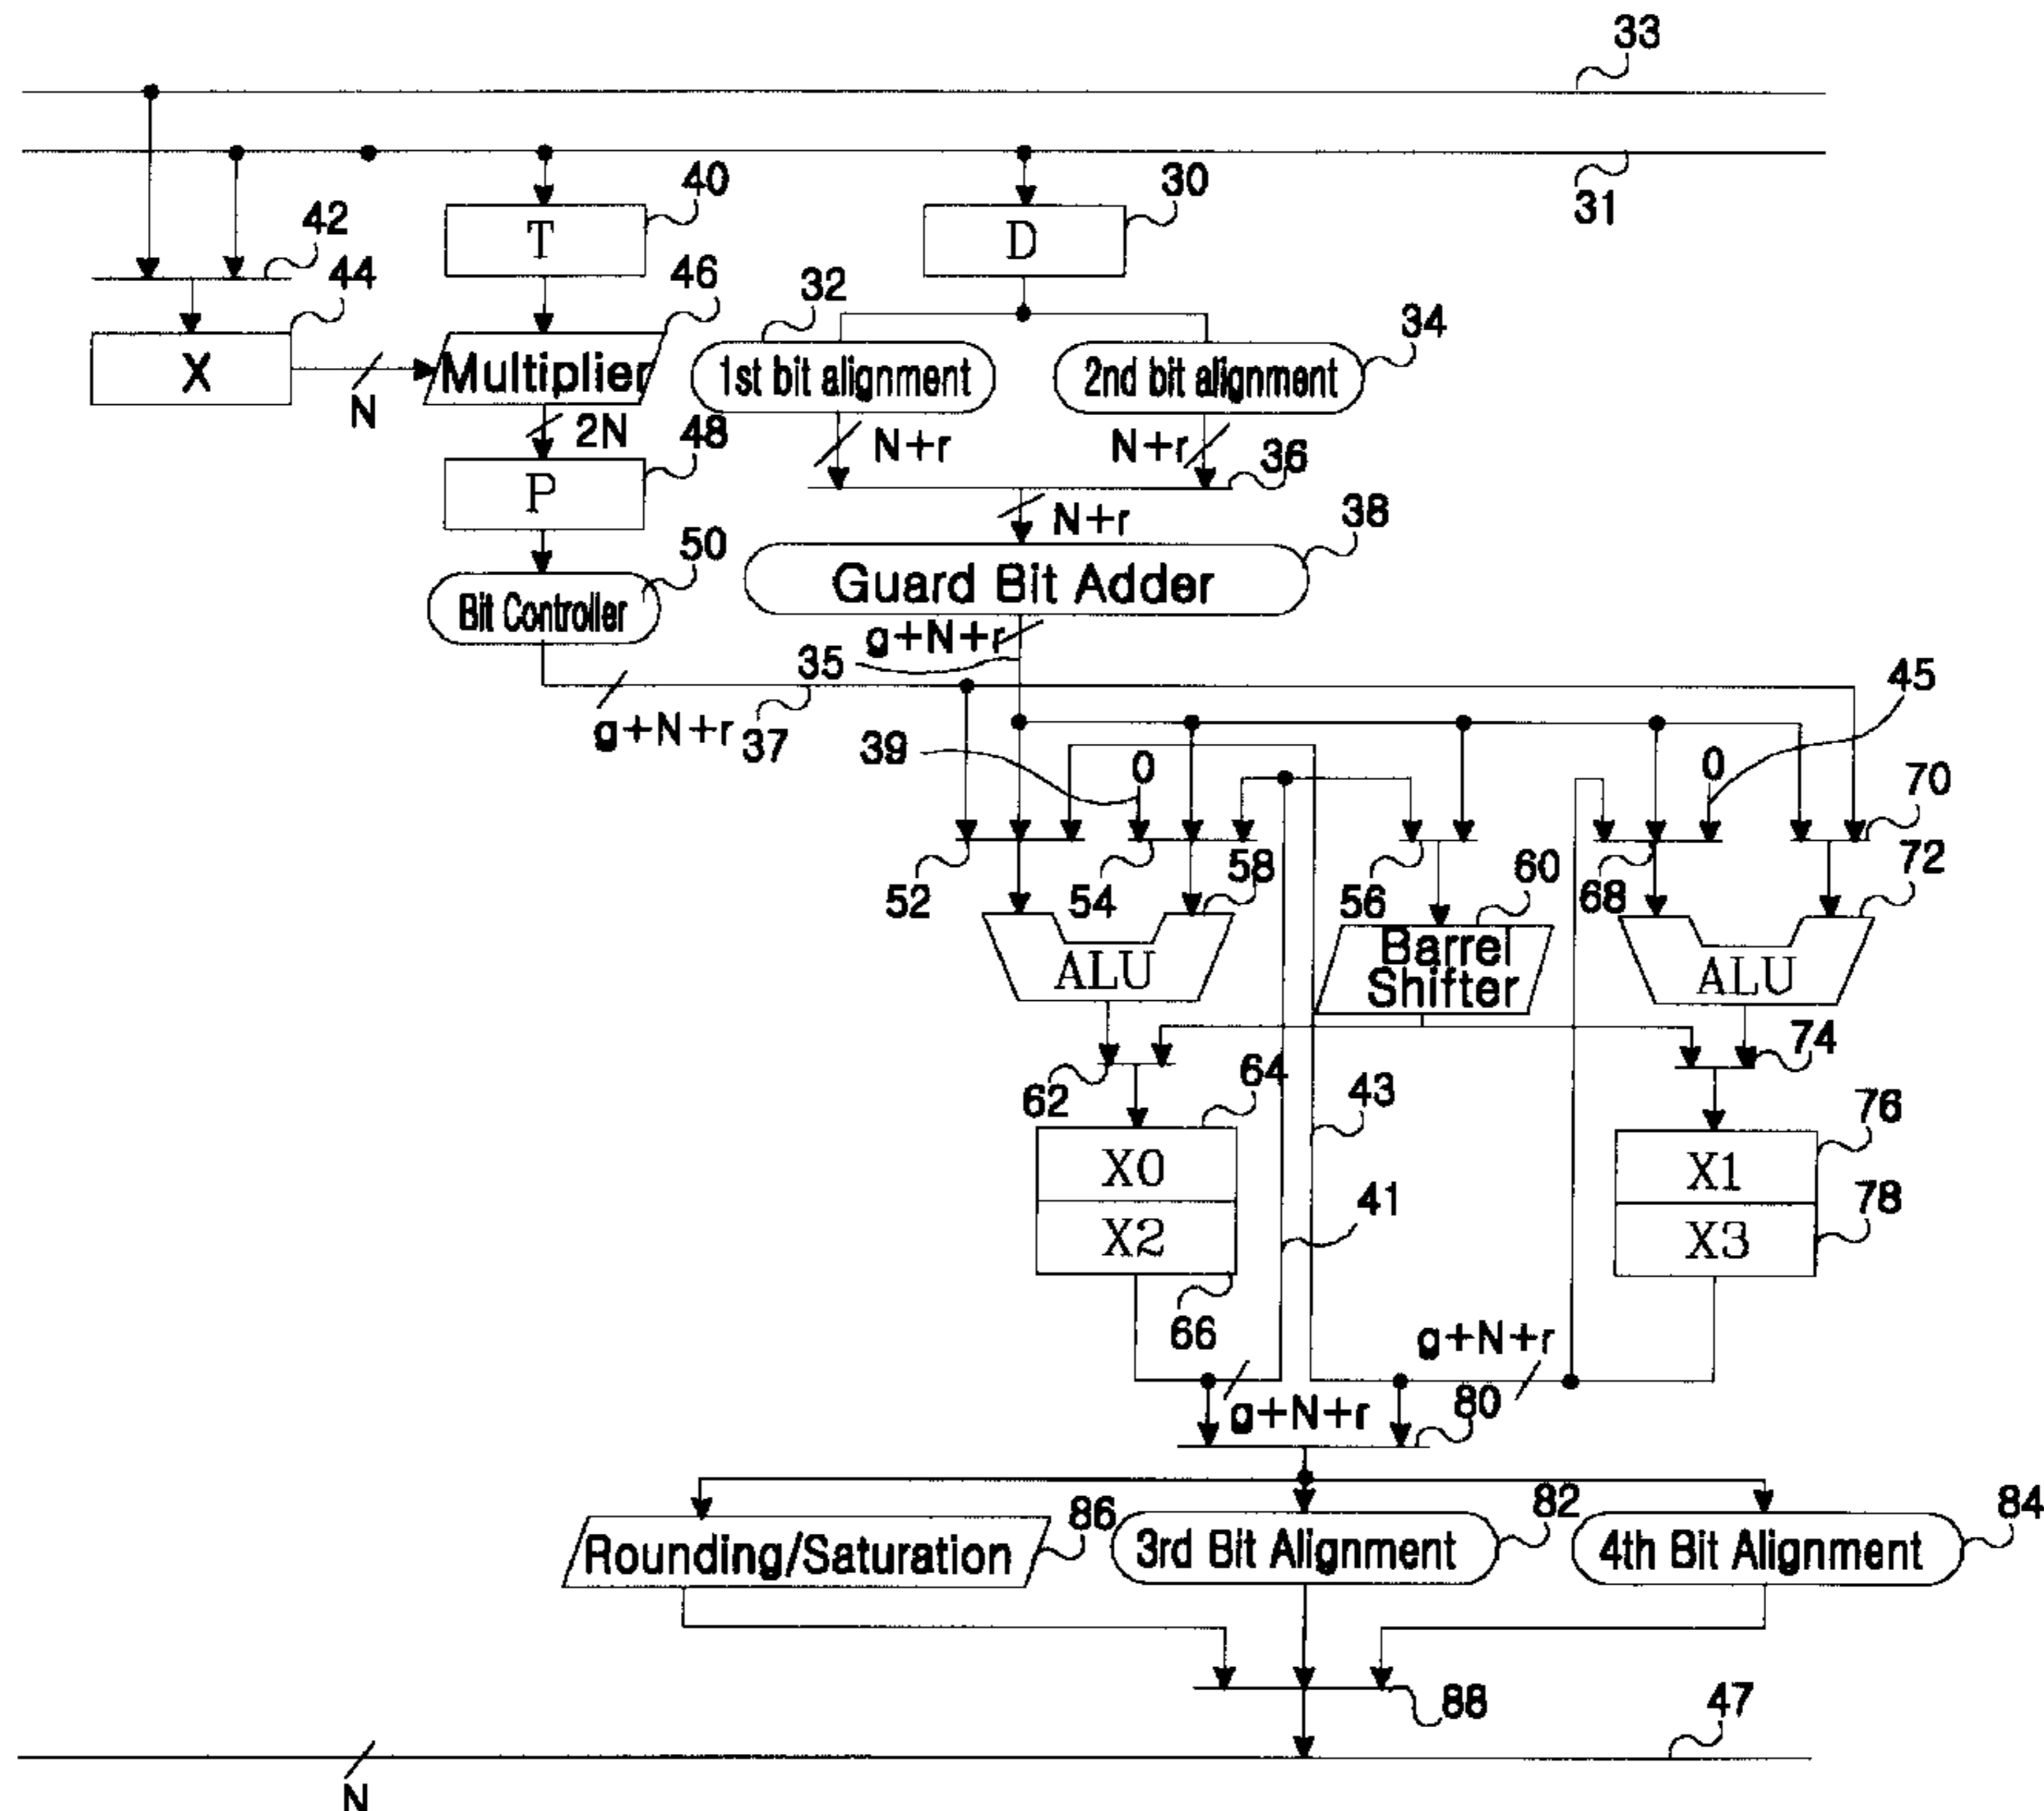 33
31
40
30
T
D
42
44
46
32
34
X
N
Multiplier
1st bit alignment
2nd bit alignment
2N
48
N+r
N+r
36
P
N+r
38
50
Bit Controller
Guard Bit Adder
g+N+r
35
45
g+N+r
37
39
0
0
70
52
54
58
56
60
68
72
ALU
Barrel
Shifter
ALU
62
64
43
74
76
X0
X1
X2
41
X3
78
66
g+N+r
g+N+r
80
86
82
84
Rounding/Saturation
3rd Bit Alignment
4th Bit Alignment
88
47
N